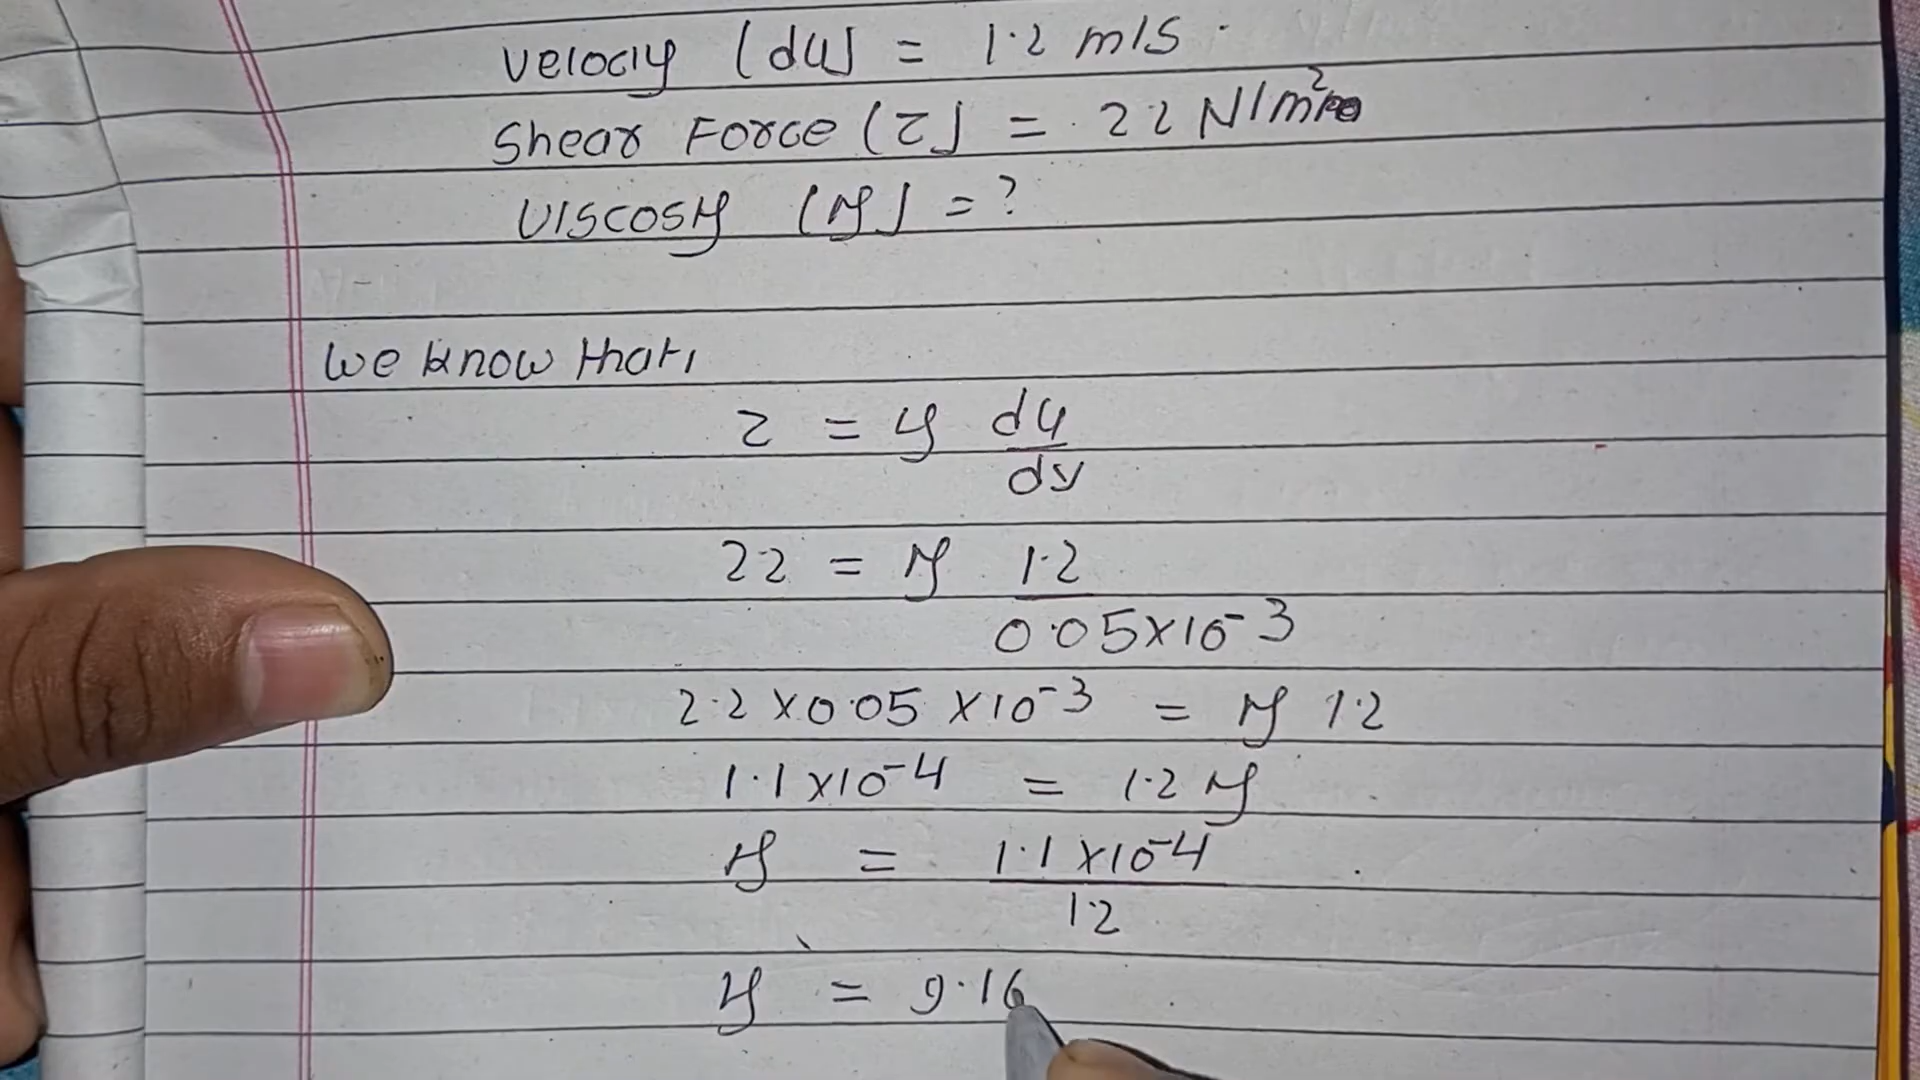 Velocity (du) = 1.2 m/s.
Shear Force (τ) = 2.2 N/m²
Viscosity (μ) = ?
We know that,
τ = μ du/dy
2.2 = μ 1.2/0.05×10-3
2.2 × 0.05 × 10-3 = μ 1.2
1.1×10-4 = 1.2 μ
μ = 1.1×10-4/1.2
μ = 9.16